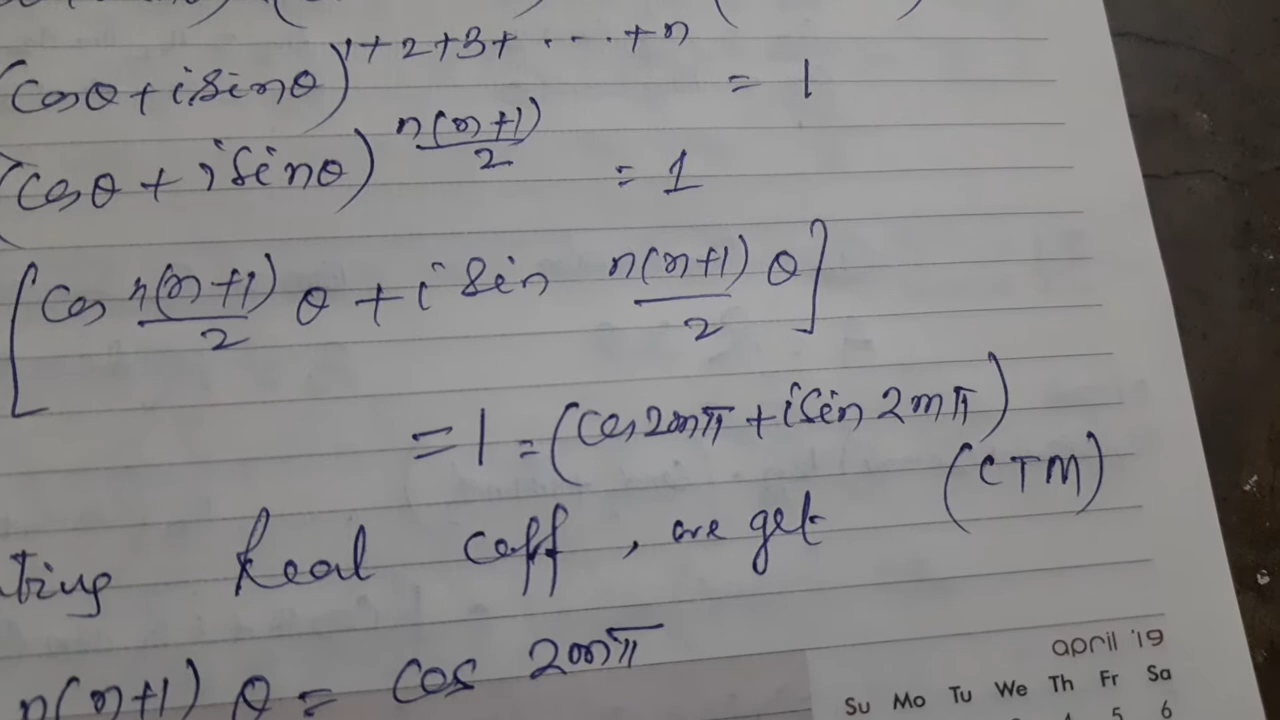 (cosθ + i sinθ)^1+2+3+ ....+n = 1
(cosθ + i sinθ)^n(n+1)/2 = 1
[cos n(n+1)/2 θ + i sin n(n+1)/2 θ]
= 1 = (cos 2mπ + i sin 2mπ)
(CTM)
ting Real coff, we get
n(n+1) θ = cos 2mπ
april '19
Su Mo Tu We Th Fr Sa
4 5 6